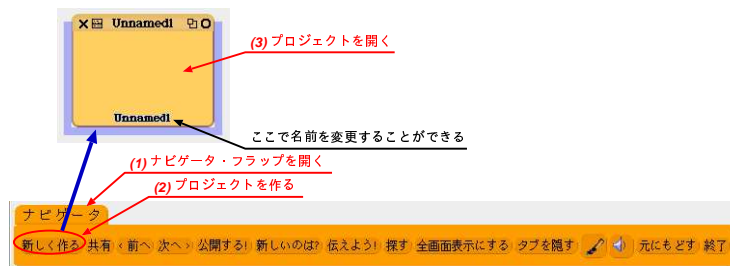 Unnamed1
(3) プロジェクトを開く
Unnamed1
ここで名前を変更することができる
(1) ナビゲータ・フラップを開く
(2) プロジェクトを作る
ナビゲータ
新しく作る 共有 ‹ 前へ 次へ › 公開する! 新しいのは? 伝えよう! 探す 全画面表示にする タブを隠す 元にもどす 終了